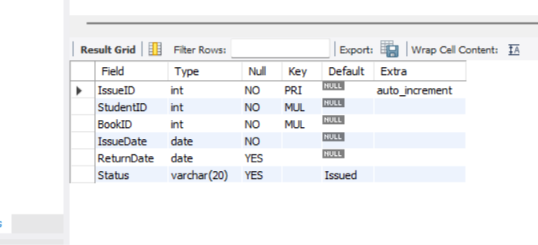 Result Grid Filter Rows: Export: Wrap Cell Content: IA
Field Type Null Key Default Extra
IssueID int NO PRI NULL auto_increment
StudentID int NO MUL NULL
BookID int NO MUL NULL
IssueDate date NO NULL
ReturnDate date YES NULL
Status varchar(20) YES Issued
s